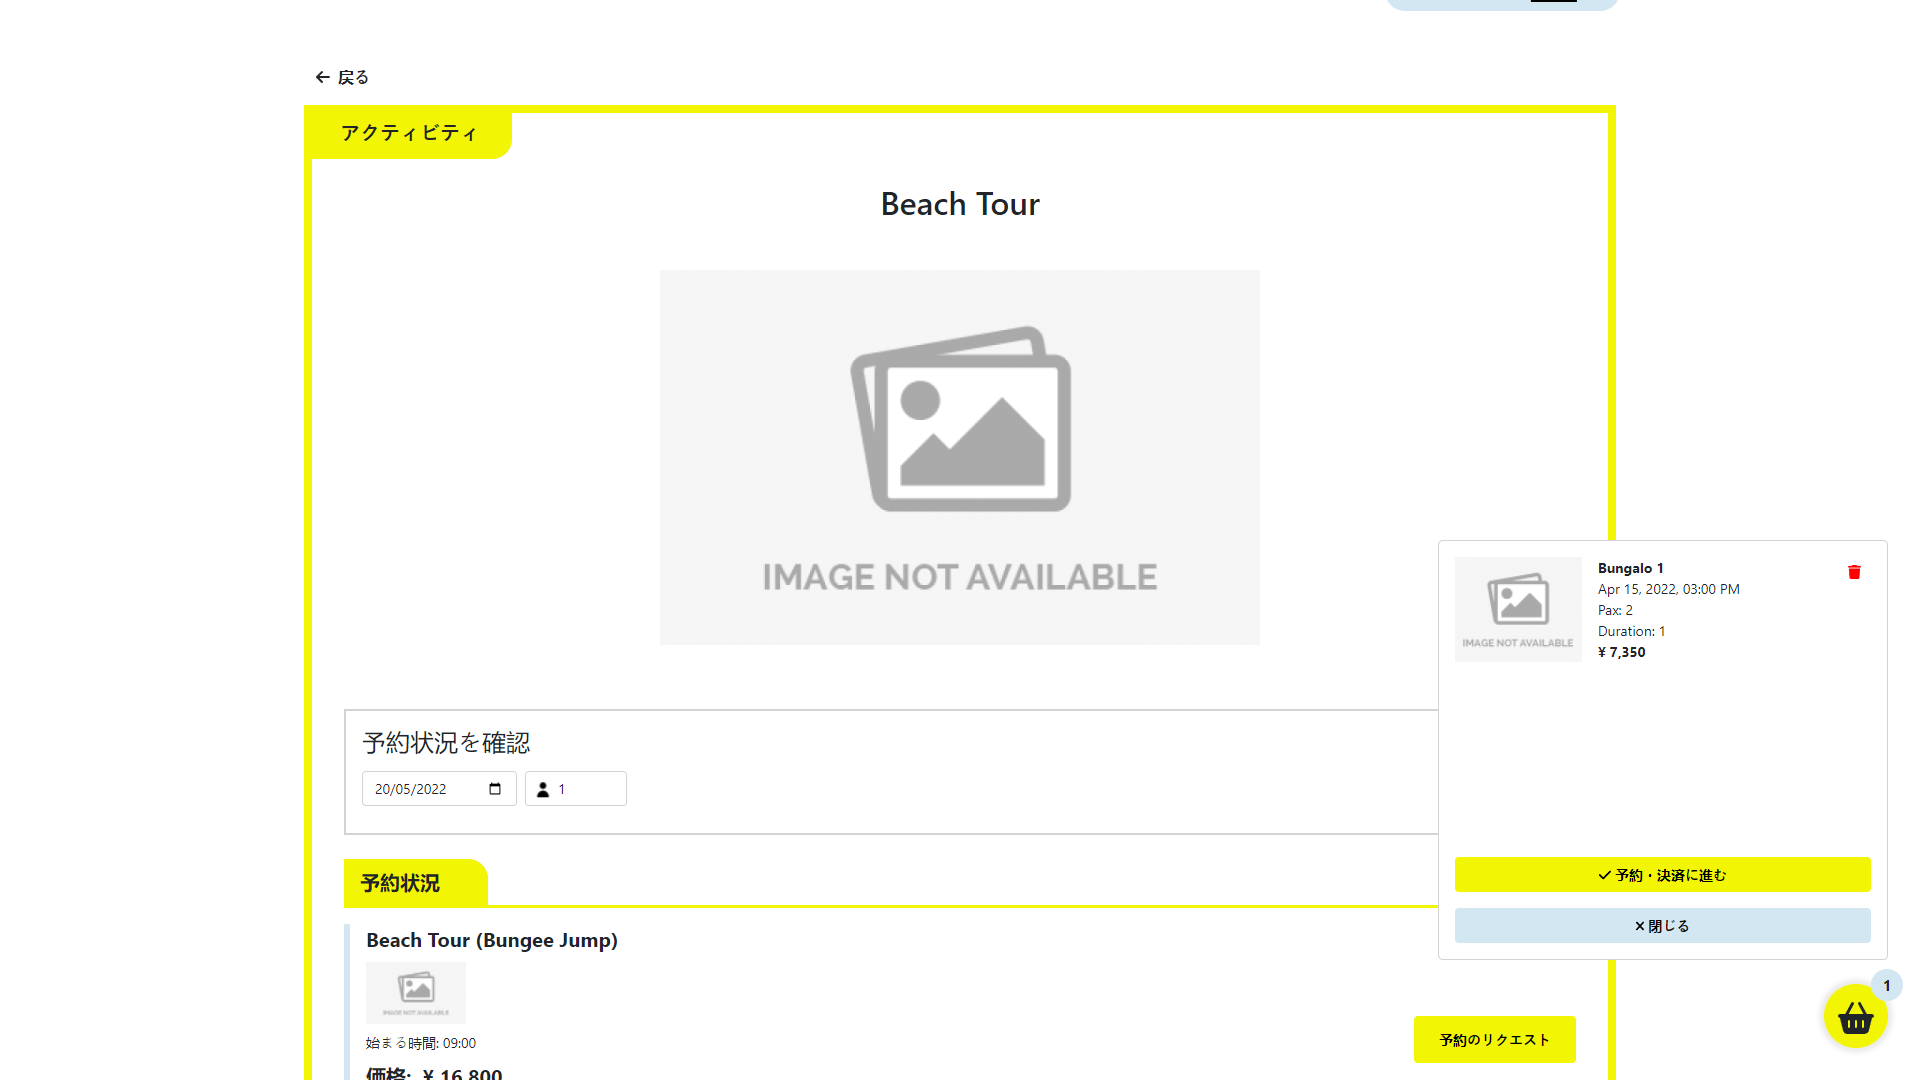 戻る
アクティビティ
Beach Tour
IMAGE NOT AVAILABLE
予約状況を確認
20/05/2022
1
予約状況
Beach Tour (Bungee Jump)
IMAGE NOT AVAILABLE
始まる時間: 09:00
価格: ¥ 16,800
予約のリクエスト
IMAGE NOT AVAILABLE
Bungalo 1
Apr 15, 2022, 03:00 PM
Pax: 2
Duration: 1
¥ 7,350
予約・決済に進む
閉じる
1